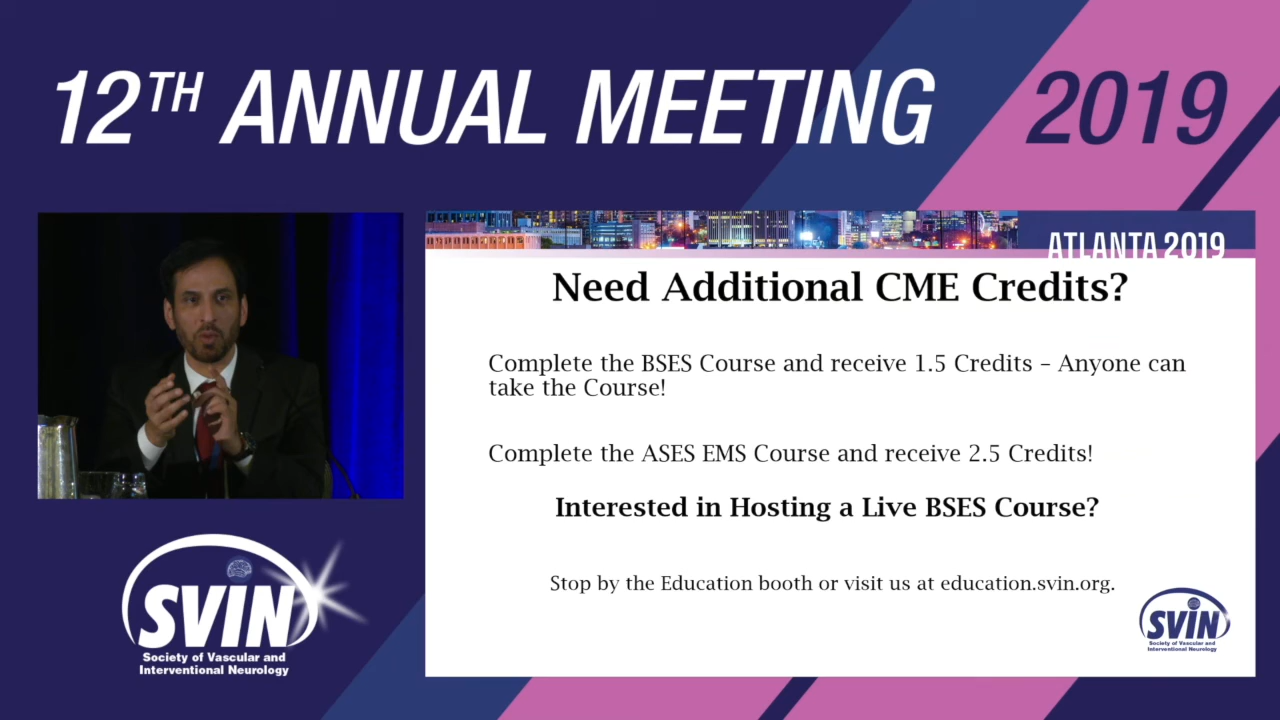 12TH ANNUAL MEETING 2019
ATLANTA 2019
Need Additional CME Credits?
Complete the BSES Course and receive 1.5 Credits – Anyone can
take the Course!
Complete the ASES EMS Course and receive 2.5 Credits!
Interested in Hosting a Live BSES Course?
Stop by the Education booth or visit us at education.svin.org.
SVIN
Society of Vascular and
Interventional Neurology
SVIN
Society of Vascular and
Interventional Neurology